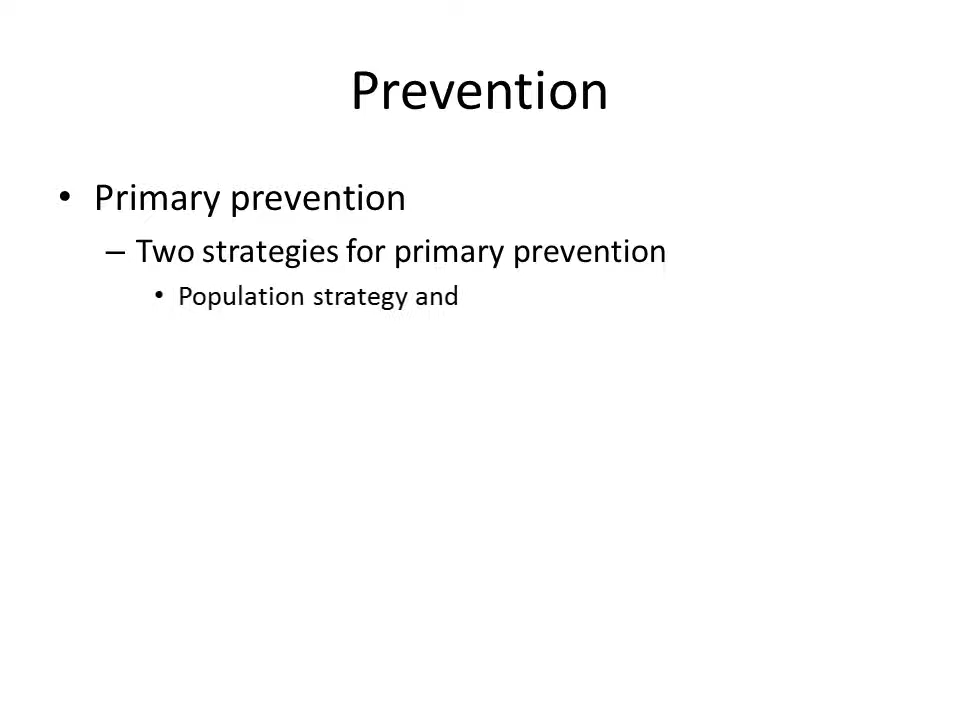 Prevention
• Primary prevention
– Two strategies for primary prevention
• Population strategy and